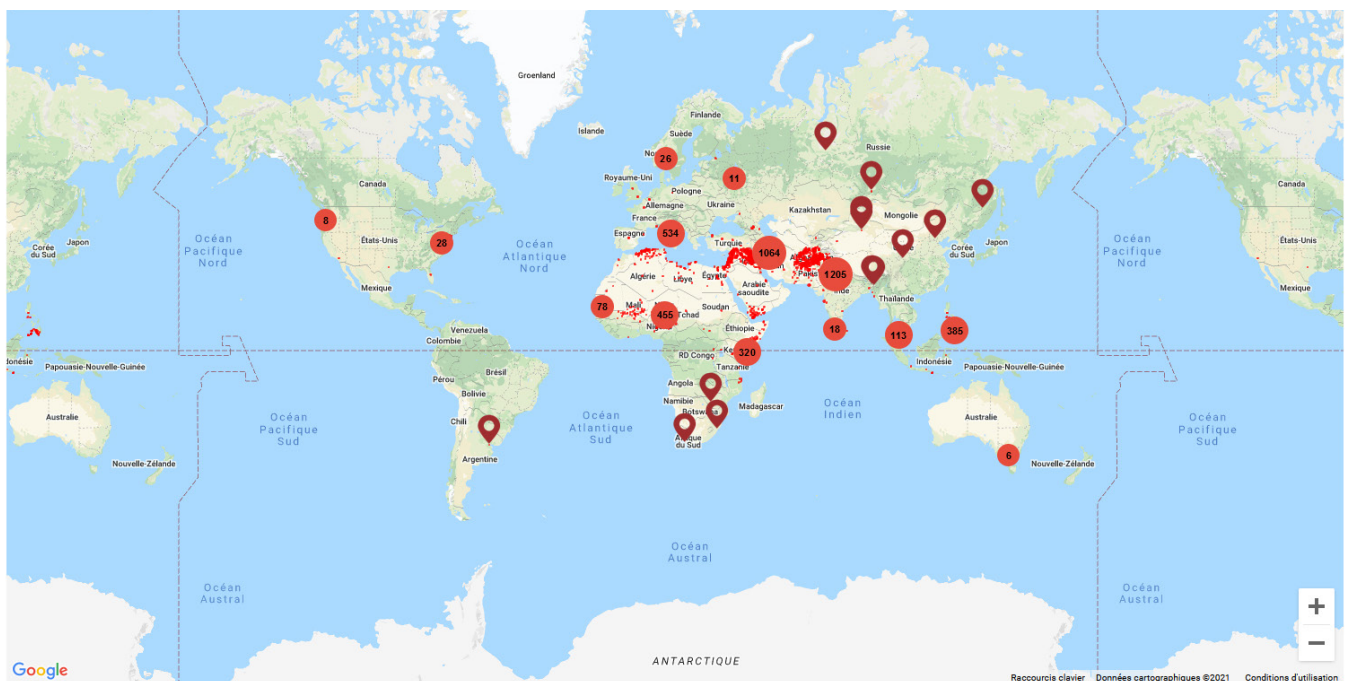 Groenland
Islande
Finlande
Suède
Russie
26
Royaume-Uni
11
Pologne
Allemagne
Ukraine
Kazakhstan
Mongolie
France
Canada
Canada
8
28
États-Unis
États-Unis
Espagne
534
Turquie
1064
1205
Corée
du Sud
Japon
Corée
du Sud
Japon
Océan
Pacifique
Nord
Océan
Atlantique
Nord
Océan
Pacifique
Nord
Algérie
Libye
Arabie
saoudite
Mexique
Mexique
Thaïlande
78
Mali
455
Tchad
Soudan
Éthiopie
18
113
385
Venezuela
Colombie
320
RD Congo
Tanzanie
Indonésie
Papouasie-Nouvelle-Guinée
Papouasie-Nouvelle-Guinée
Pérou
Brésil
Bolivie
Angola
Namibie
Botswana
Madagascar
Océan
Indien
Australie
Australie
Chili
Argentine
Océan
Pacifique
Sud
Océan
Atlantique
Sud
Océan
Pacifique
Sud
Afrique
du Sud
6
Nouvelle-Zélande
Nouvelle-Zélande
Océan
Austral
Océan
Austral
Océan
Austral
ANTARCTIQUE
+
−
Google
Raccourcis clavier Données cartographiques ©2021 Conditions d'utilisation